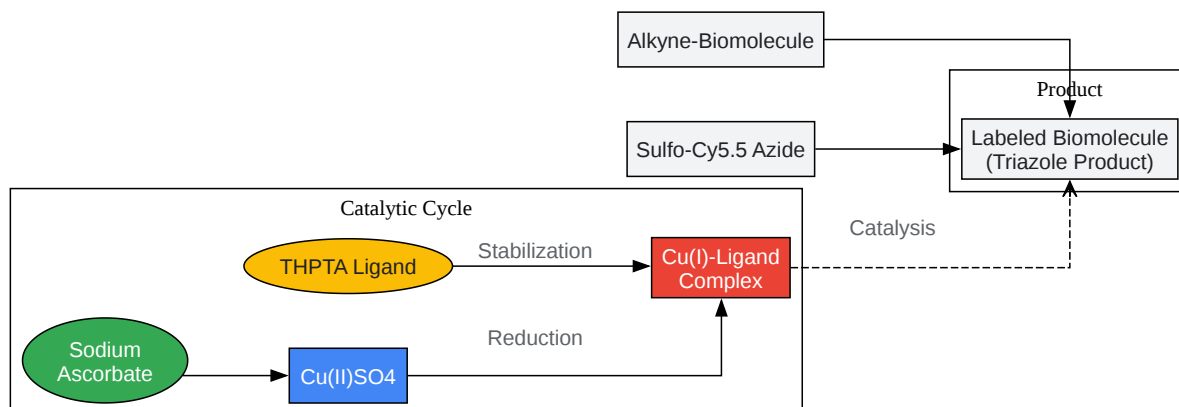 Alkyne-Biomolecule
Product
Sulfo-Cy5.5 Azide
Labeled Biomolecule
(Triazole Product)
Catalytic Cycle
Catalysis
THPTA Ligand
Stabilization
Cu(I)-Ligand
Complex
Sodium
Ascorbate
Cu(II)SO4
Reduction